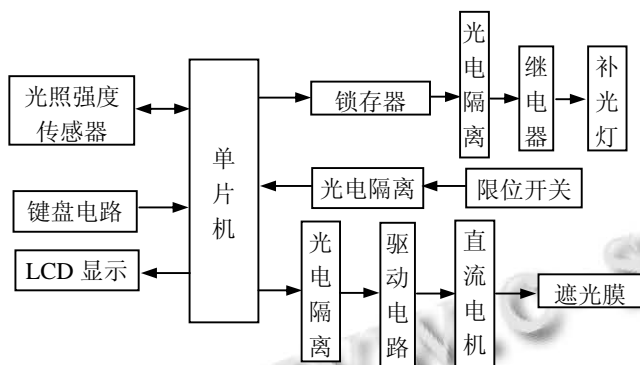 光照强度
传感器
键盘电路
LCD 显示
单片机
锁存器
光电隔离
继电器
补光灯
光电隔离
限位开关
光电隔离
驱动电路
直流电机
遮光膜